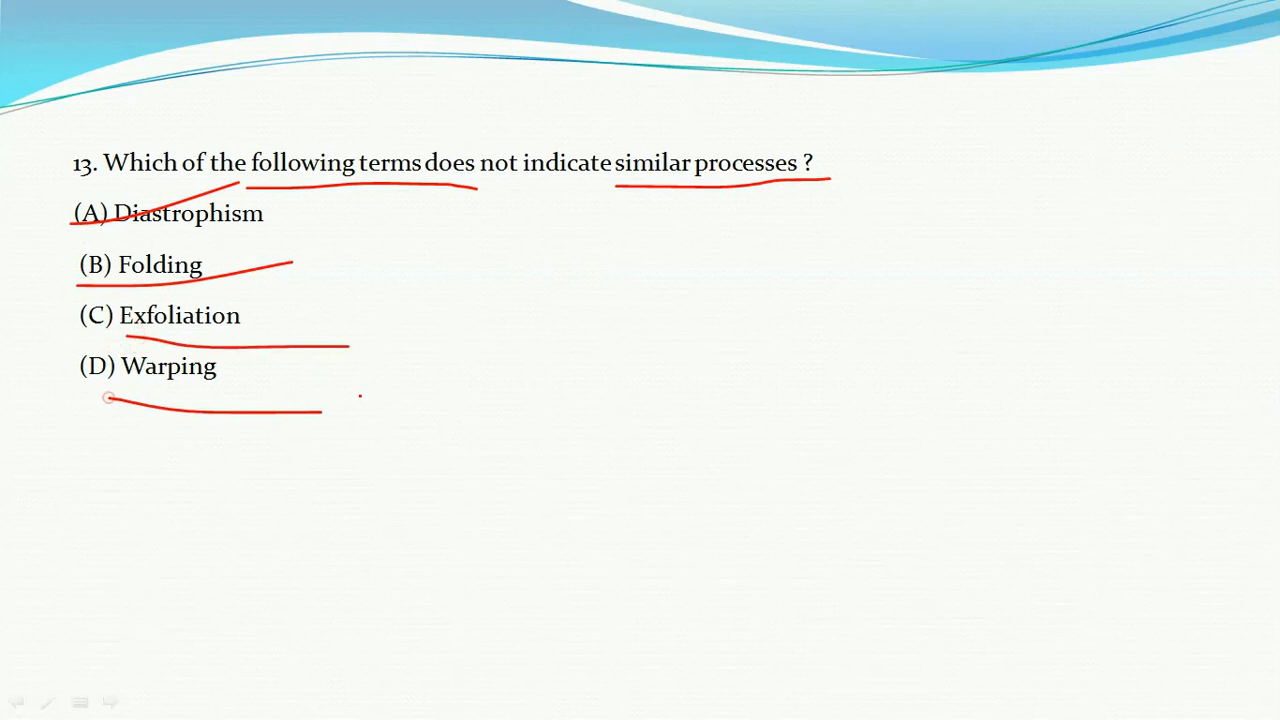 13. Which of the following terms does not indicate similar processes ?
(A) Diastrophism
(B) Folding
(C) Exfoliation
(D) Warping